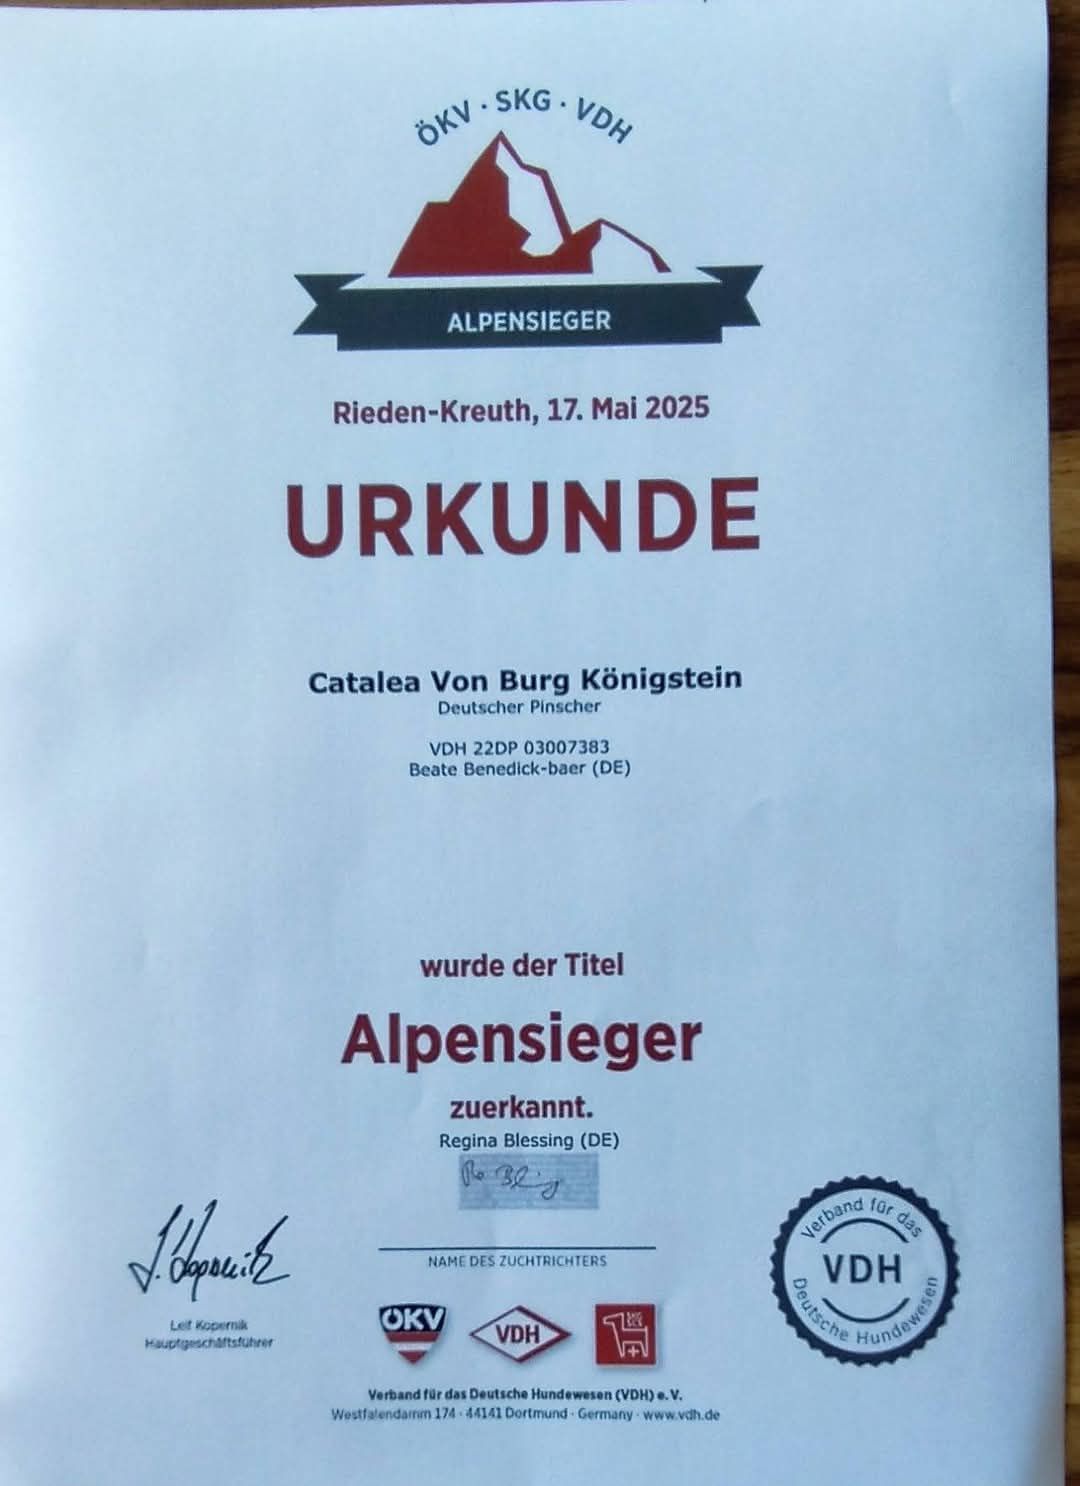 ÖKV · SKG · VDH
ALPENSIEGER
Rieden-Kreuth, 17. Mai 2025
URKUNDE
Catalea Von Burg Königstein
Deutscher Pinscher
VDH 22DP 03007383
Beate Benedick-baer (DE)
wurde der Titel
Alpensieger
zuerkannt.
Regina Blessing (DE)
NAME DES ZUCHTRICHTERS
L. Kopernik
Leif Kopernik
Hauptgeschäftsführer
ÖKV
VDH
SKG
SCS
Verband für das
VDH
Deutsche Hundewesen
Verband für das Deutsche Hundewesen (VDH) e. V.
Westfalendamm 174 · 44141 Dortmund · Germany · www.vdh.de